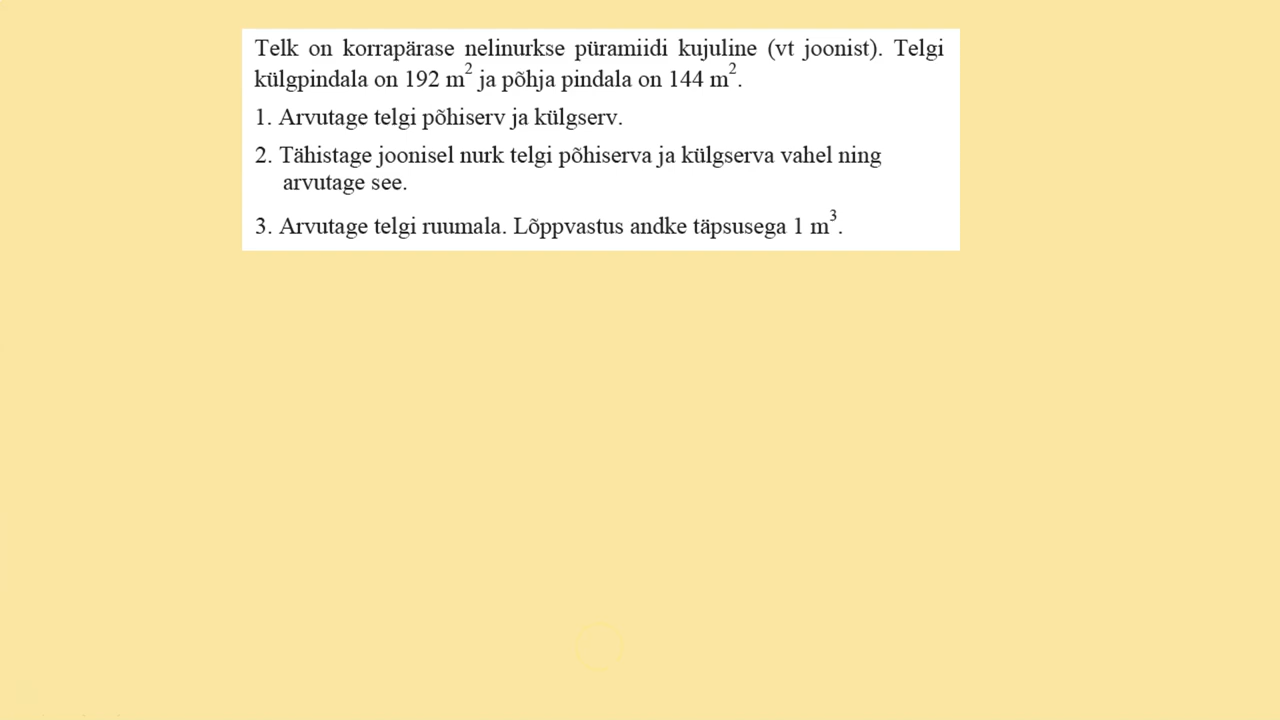 Telk on korrapärase nelinurkse püramiidi kujuline (vt joonist). Telgi
külgpindala on 192 m² ja põhja pindala on 144 m².
1. Arvutage telgi põhiserv ja külgserv.
2. Tähistage joonisel nurk telgi põhiserva ja külgserva vahel ning
arvutage see.
3. Arvutage telgi ruumala. Lõppvastus andke täpsusega 1 m³.